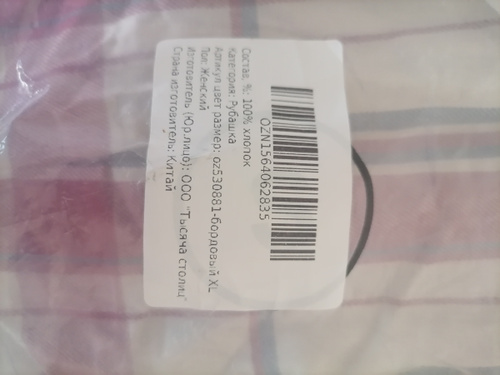 OZN1564062835
Состав, %: 100% хлопок
Категория: Рубашка
Артикул цвет размер: oz530881-бордовый XL
Пол: Женский
Изготовитель (Юр.лицо): ООО "Тысяча столиц"
Страна изготовитель: Китай